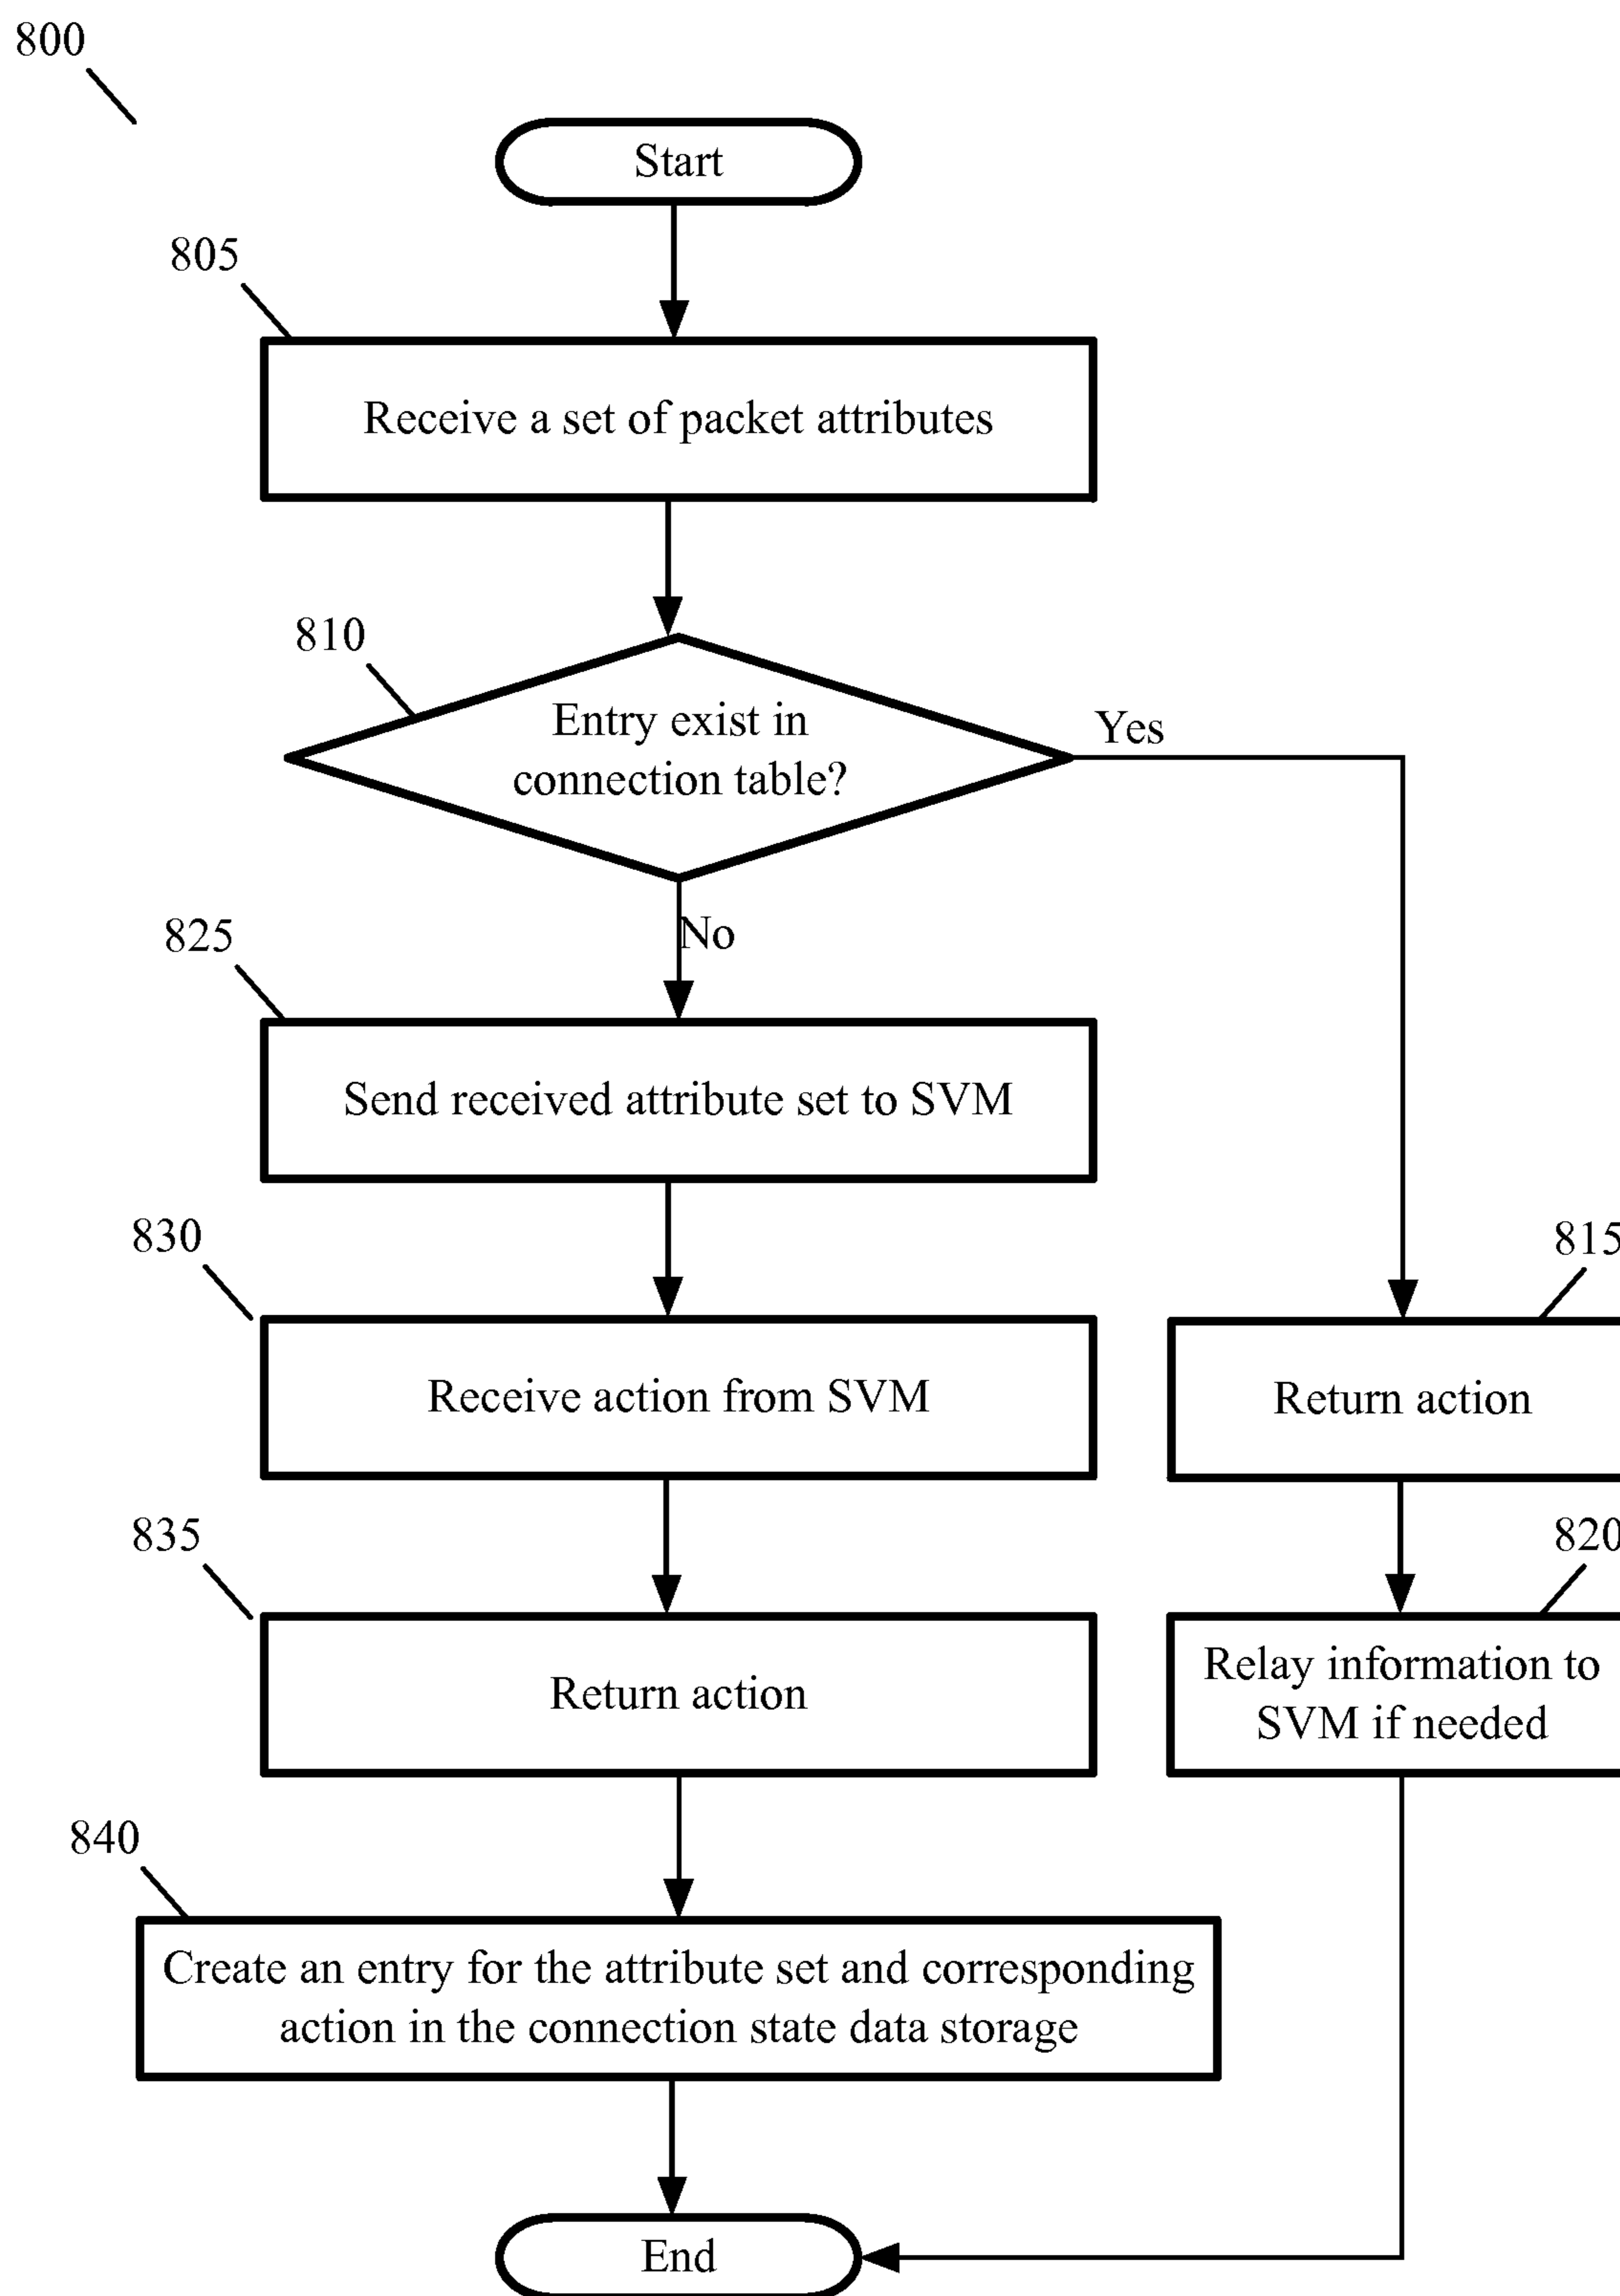 800
Start
805
Receive a set of packet attributes
810
Entry exist in
connection table?
Yes
No
825
Send received attribute set to SVM
830
Receive action from SVM
815
Return action
835
Return action
820
Relay information to
SVM if needed
840
Create an entry for the attribute set and corresponding
action in the connection state data storage
End